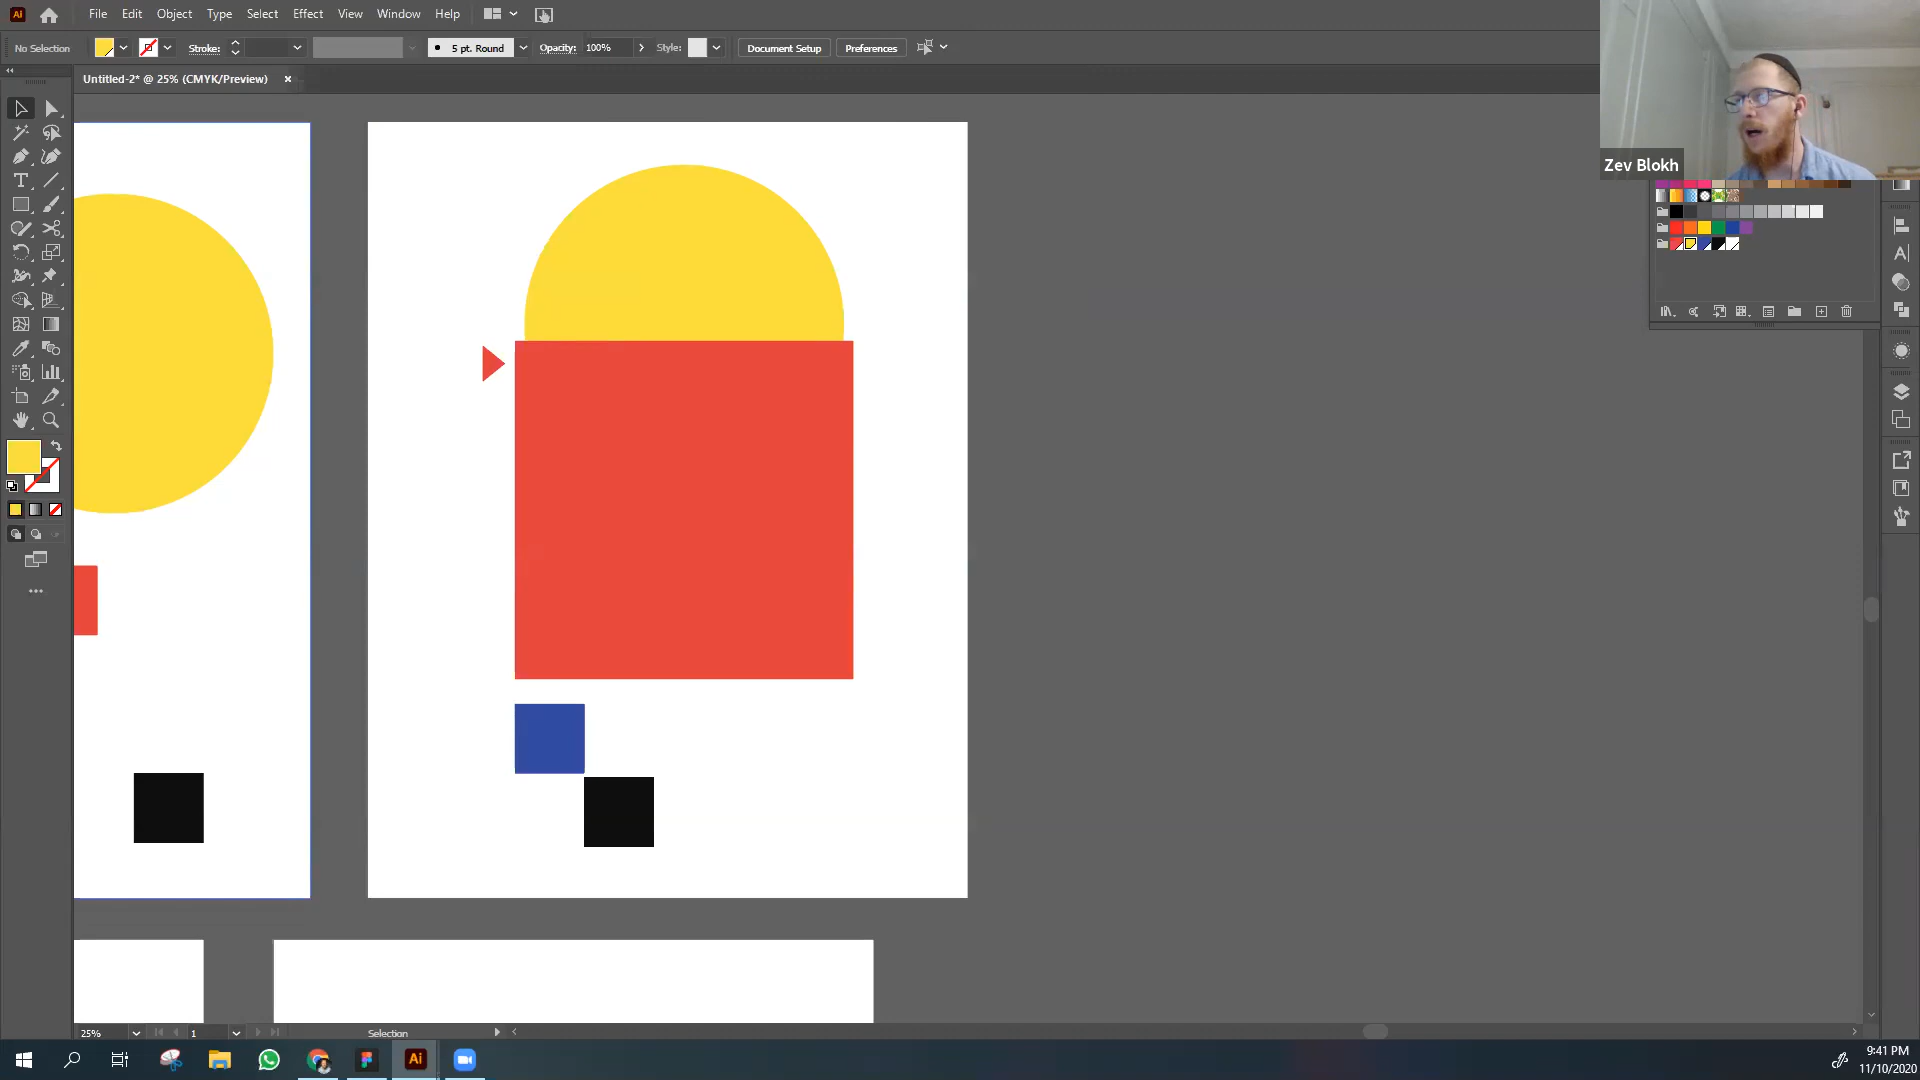 Ai File Edit Object Type Select Effect View Window Help
No Selection Stroke: 5 pt. Round Opacity: 100% Style: Document Setup Preferences
Untitled-2* @ 25% (CMYK/Preview) ×
Zev Blokh
25% 1 Selection
Ai
9:41 PM
11/10/2020